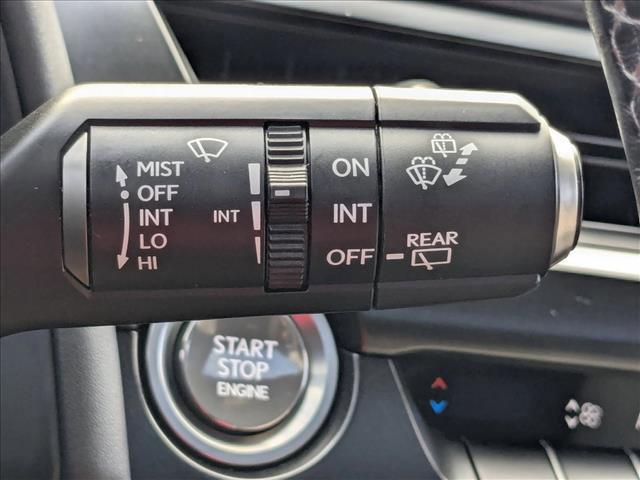 MIST
OFF
INT
LO
HI
INT
ON
INT
OFF
REAR
START
STOP
ENGINE